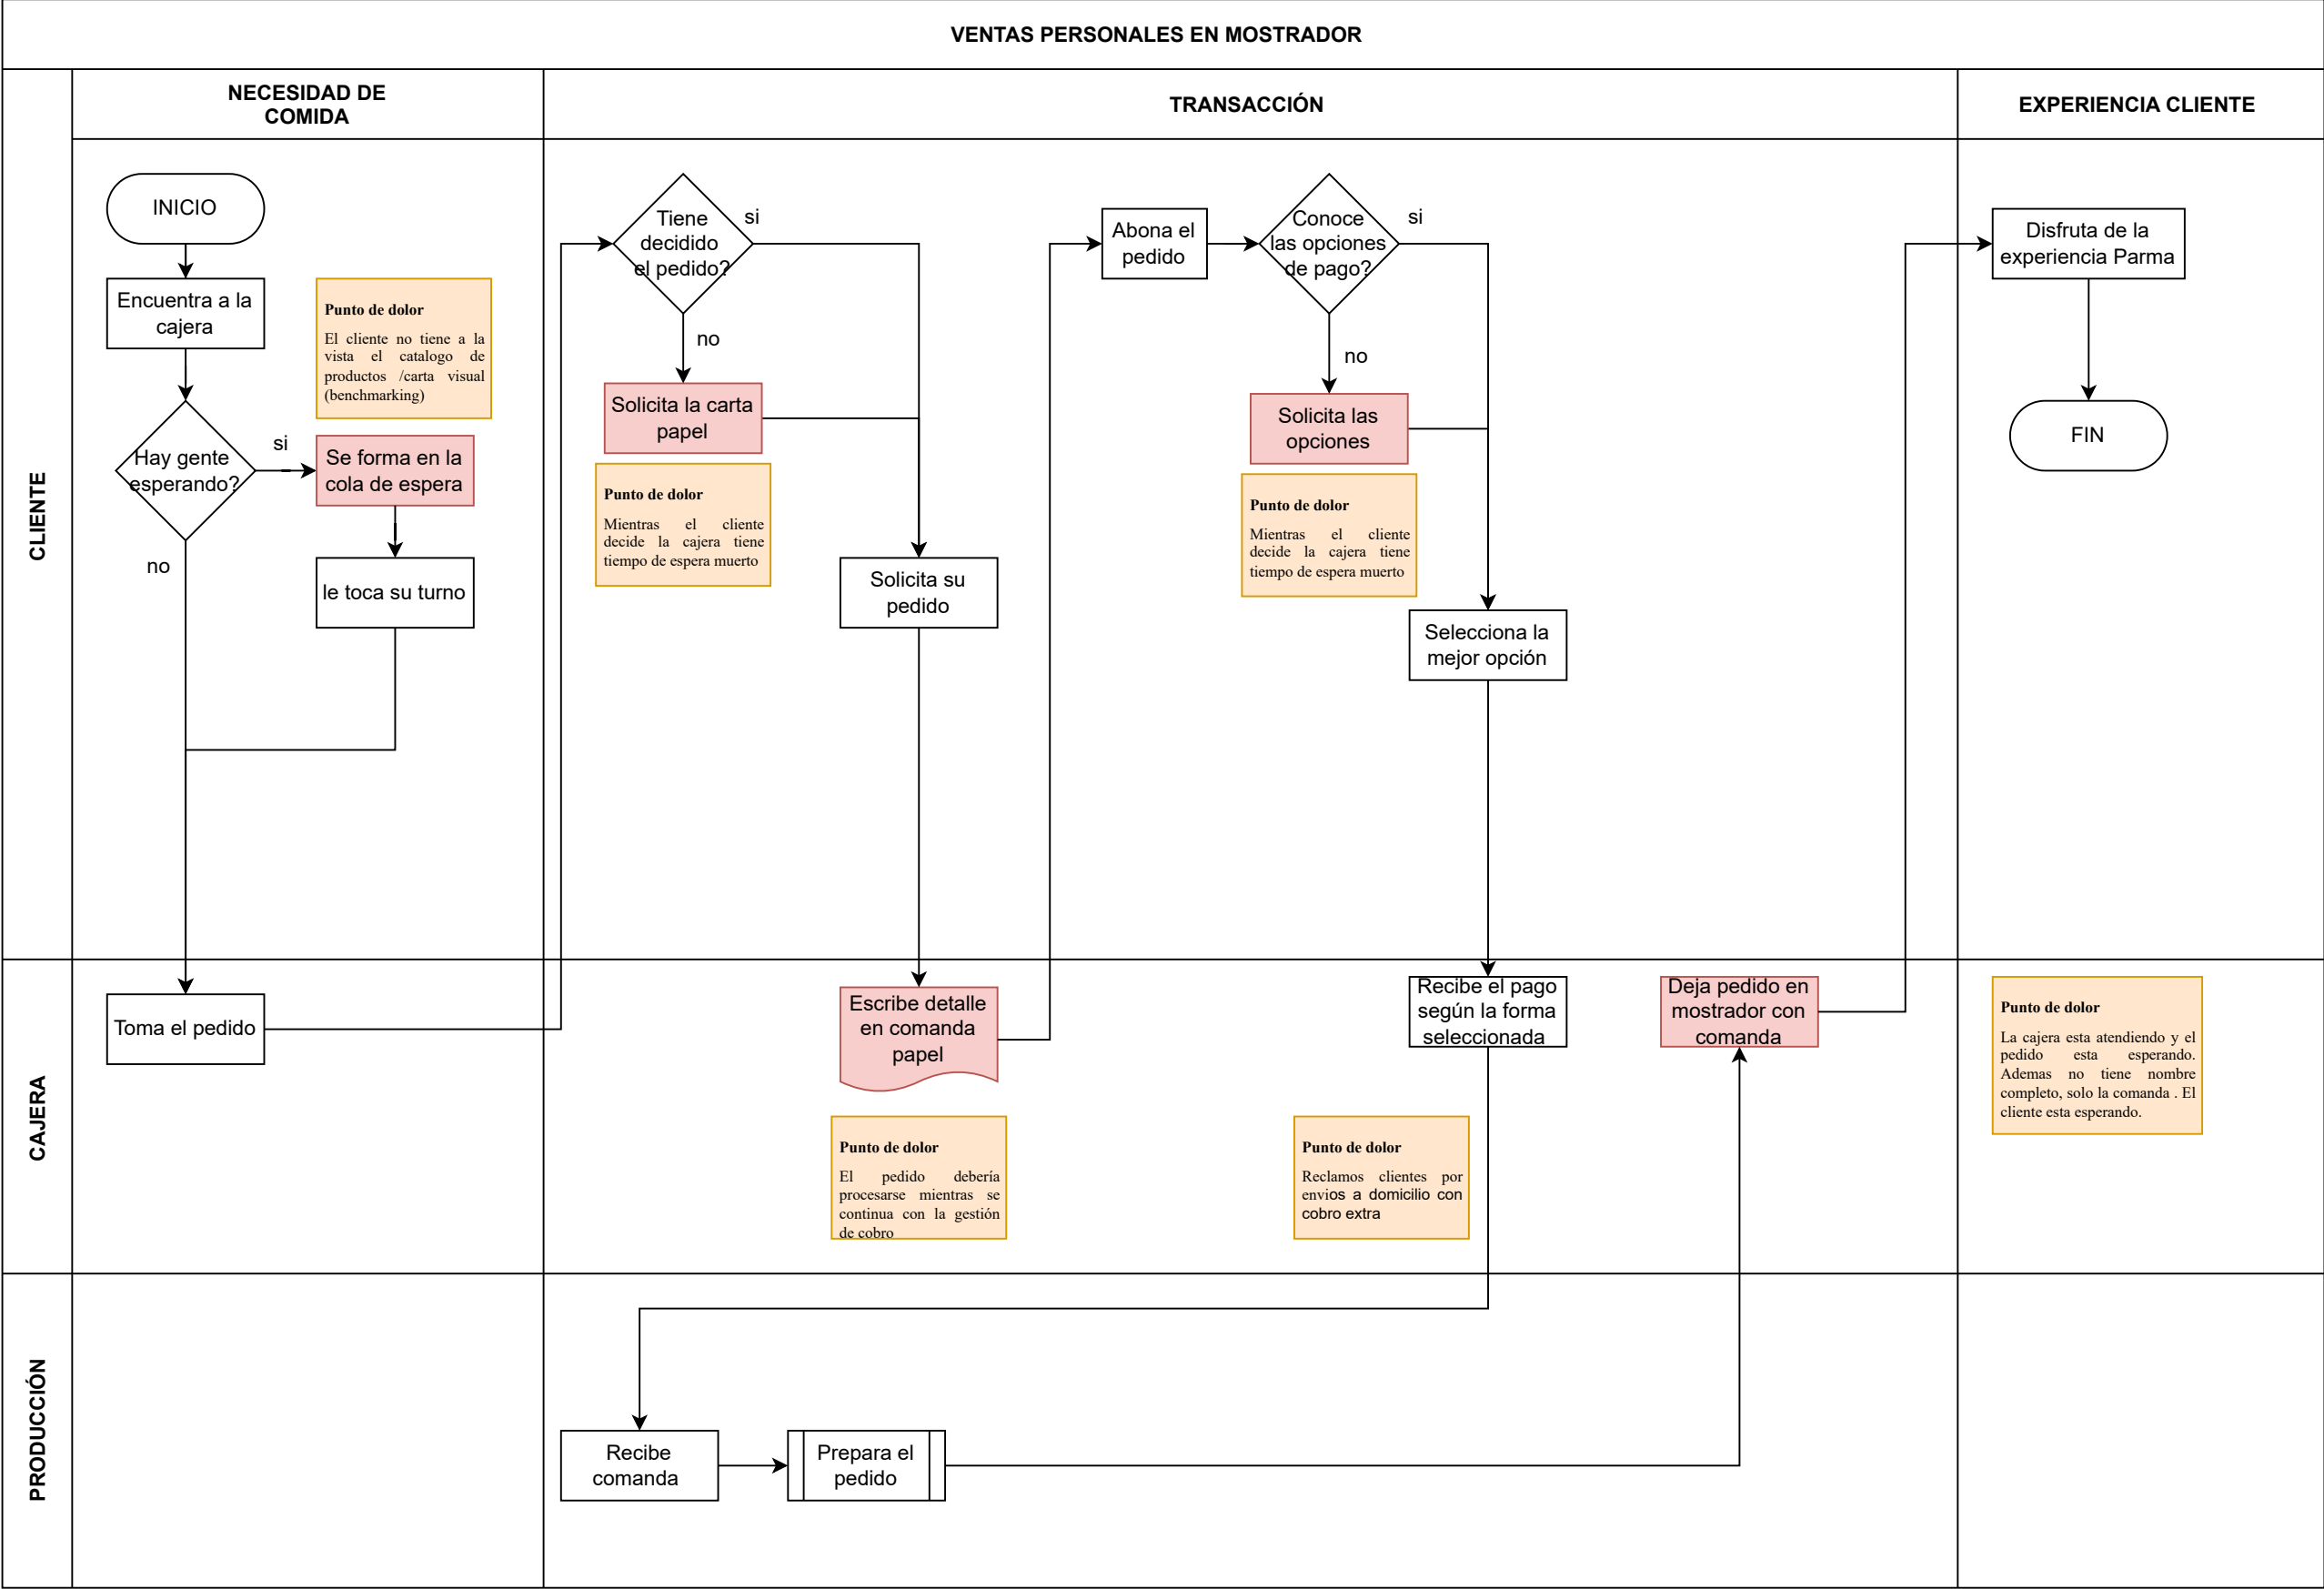 VENTAS PERSONALES EN MOSTRADOR
NECESIDAD DE
COMIDA
TRANSACCIÓN
EXPERIENCIA CLIENTE
CLIENTE
INICIO
Encuentra a la
cajera
Punto de dolor
El cliente no tiene a la
vista el catalogo de
productos /carta visual
(benchmarking)
Hay gente
esperando?
si
no
Se forma en la
cola de espera
le toca su turno
Tiene
decidido
el pedido?
si
no
Solicita la carta
papel
Punto de dolor
Mientras el cliente
decide la cajera tiene
tiempo de espera muerto
Solicita su
pedido
Abona el
pedido
Conoce
las opciones
de pago?
si
no
Solicita las
opciones
Punto de dolor
Mientras el cliente
decide la cajera tiene
tiempo de espera muerto
Selecciona la
mejor opción
Disfruta de la
experiencia Parma
FIN
CAJERA
Toma el pedido
Escribe detalle
en comanda
papel
Punto de dolor
El pedido debería
procesarse mientras se
continua con la gestión
de cobro
Recibe el pago
según la forma
seleccionada
Punto de dolor
Reclamos clientes por
envios a domicilio con
cobro extra
Deja pedido en
mostrador con
comanda
Punto de dolor
La cajera esta atendiendo y el
pedido esta esperando.
Ademas no tiene nombre
completo, solo la comanda . El
cliente esta esperando.
PRODUCCIÓN
Recibe
comanda
Prepara el
pedido